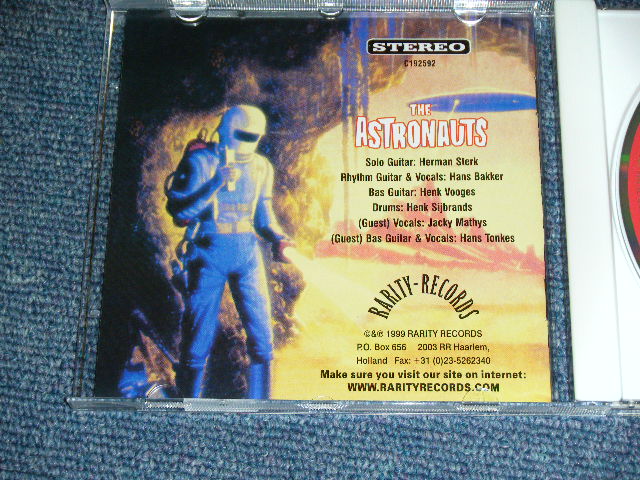 STEREO
C192592
THE
ASTRONAUTS
Solo Guitar: Herman Sterk
Rhythm Guitar & Vocals: Hans Bakker
Bas Guitar: Henk Vooges
Drums: Henk Sijbrands
(Guest) Vocals: Jacky Mathys
(Guest) Bas Guitar & Vocals: Hans Tonkes
RARITY-RECORDS
©&℗ 1999 RARITY RECORDS
P.O. Box 656 2003 RR Haarlem,
Holland Fax: +31 (0)23-5262340
Make sure you visit our site on internet:
WWW.RARITYRECORDS.COM